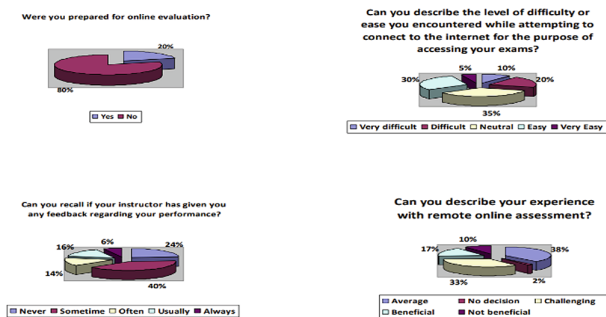 Were you prepared for online evaluation?
20%
80%
Yes No
Can you describe the level of difficulty or
ease you encountered while attempting to
connect to the internet for the purpose of
accessing your exams?
5% 10%
30% 20%
35%
Very difficult Difficult Neutral Easy Very Easy
Can you recall if your instructor has given you
any feedback regarding your performance?
6%
16% 24%
14%
40%
Never Sometime Often Usually Always
Can you describe your experience
with remote online assessment?
10%
17% 38%
33% 2%
Average No decision Challenging
Beneficial Not beneficial